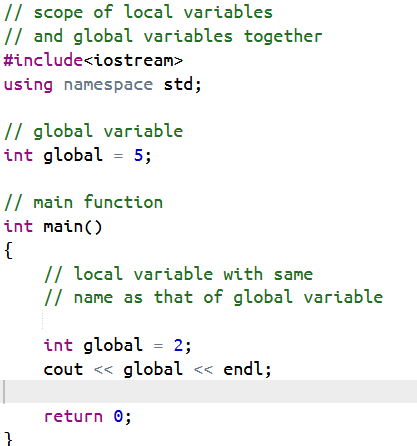 // scope of local variables
// and global variables together
#include<iostream>
using namespace std;
// global variable
int global = 5;
// main function
int main()
{
// local variable with same
// name as that of global variable
int global = 2;
cout << global << endl;
return 0;
}